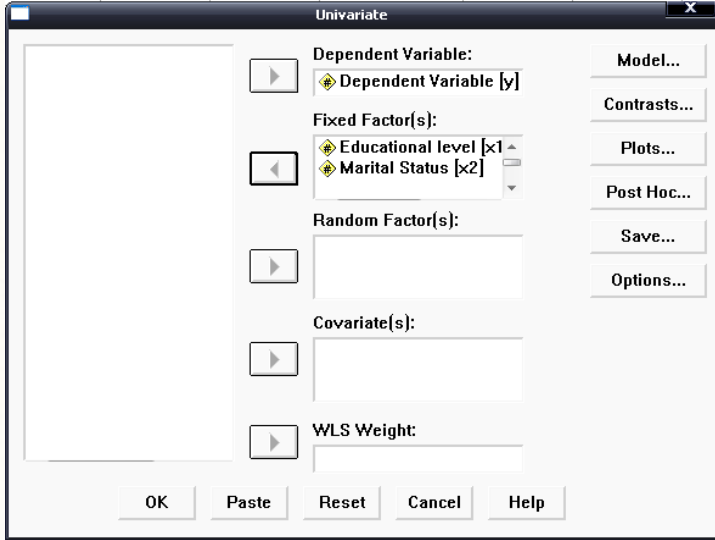 Univariate
X
Dependent Variable:
# Dependent Variable [y]
Fixed Factor(s):
# Educational level [x1
# Marital Status [x2]
Random Factor(s):
Covariate(s):
WLS Weight:
Model...
Contrasts...
Plots...
Post Hoc...
Save...
Options...
OK
Paste
Reset
Cancel
Help